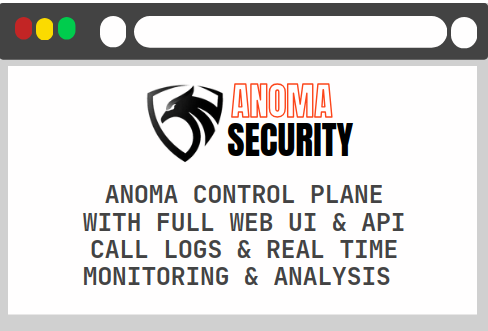 ANOMA
SECURITY
ANOMA CONTROL PLANE
WITH FULL WEB UI & API
CALL LOGS & REAL TIME
MONITORING & ANALYSIS